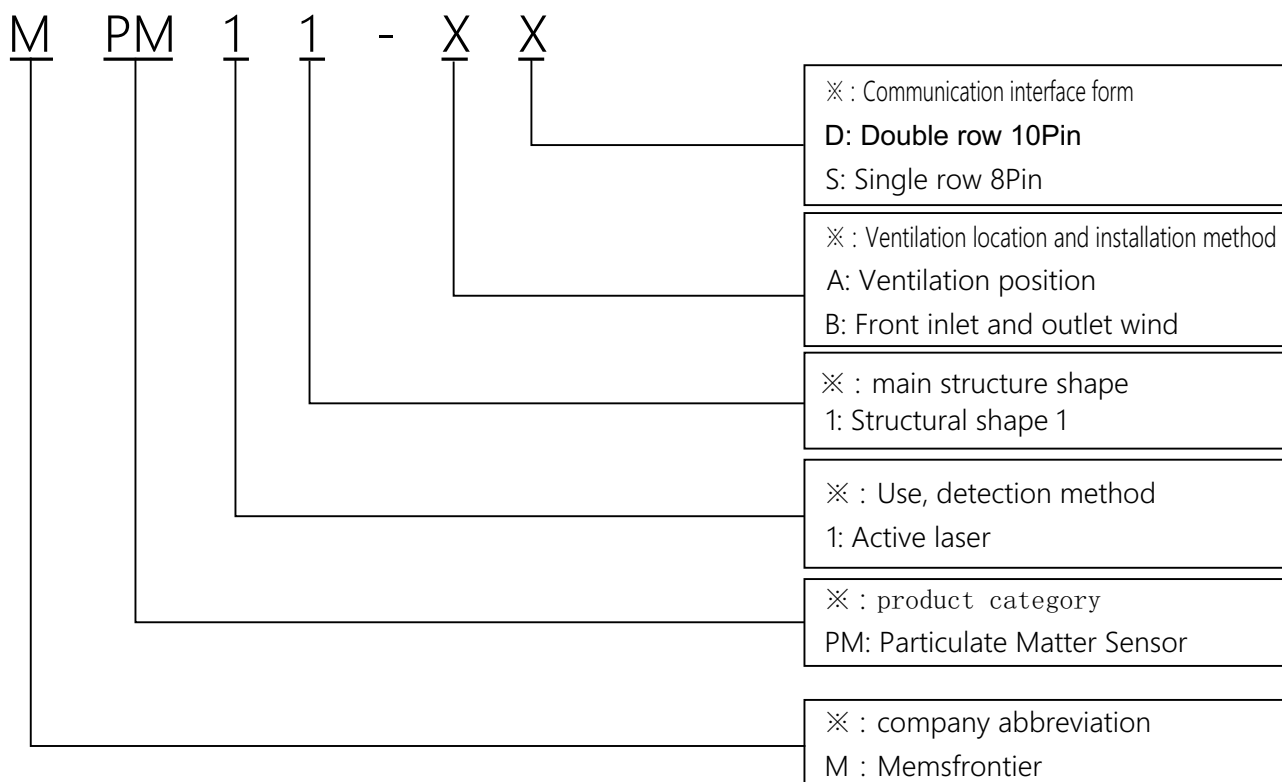 M PM 1 1 - X X
※ : Communication interface form
D: Double row 10Pin
S: Single row 8Pin
※ : Ventilation location and installation method
A: Ventilation position
B: Front inlet and outlet wind
※ : main structure shape
1: Structural shape 1
※ : Use, detection method
1: Active laser
※ : product category
PM: Particulate Matter Sensor
※ : company abbreviation
M : Memsfrontier